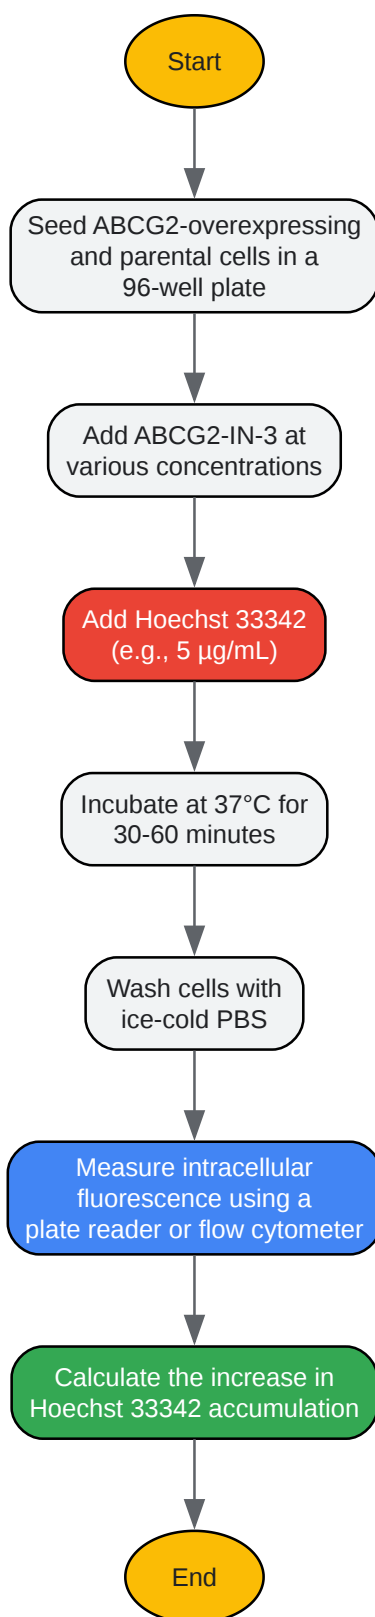 Start
Seed ABCG2-overexpressing
and parental cells in a
96-well plate
Add ABCG2-IN-3 at
various concentrations
Add Hoechst 33342
(e.g., 5 µg/mL)
Incubate at 37°C for
30-60 minutes
Wash cells with
ice-cold PBS
Measure intracellular
fluorescence using a
plate reader or flow cytometer
Calculate the increase in
Hoechst 33342 accumulation
End